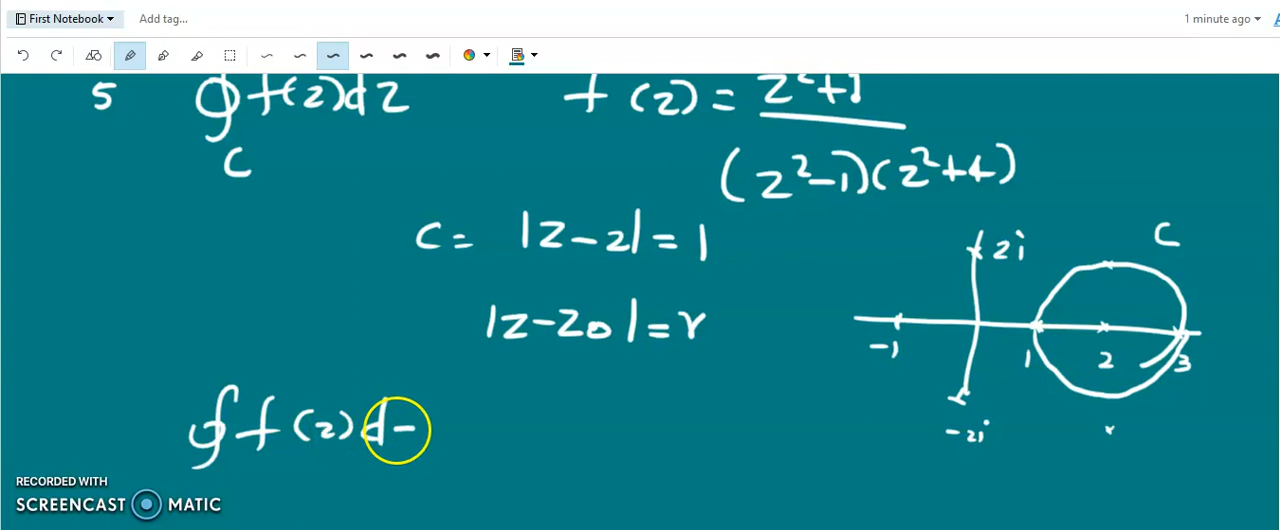 First Notebook Add tag... 1 minute ago
5 ∮ f(z)dz f(z) = z²+1
C (z²-1)(z²+4)
C = |z-2| = 1
|z-z0| = r
C
2i
-1 1 2 3
-2i
∮ f(z)d
RECORDED WITH
SCREENCAST MATIC